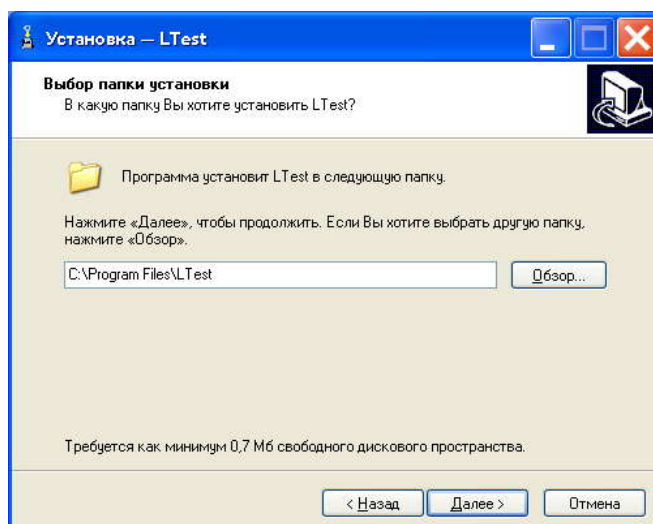 Установка — LTest
Выбор папки установки
В какую папку Вы хотите установить LTest?
Программа установит LTest в следующую папку.
Нажмите «Далее», чтобы продолжить. Если Вы хотите выбрать другую папку,
нажмите «Обзор».
C:\Program Files\LTest
Обзор...
Требуется как минимум 0,7 Мб свободного дискового пространства.
< Назад
Далее >
Отмена